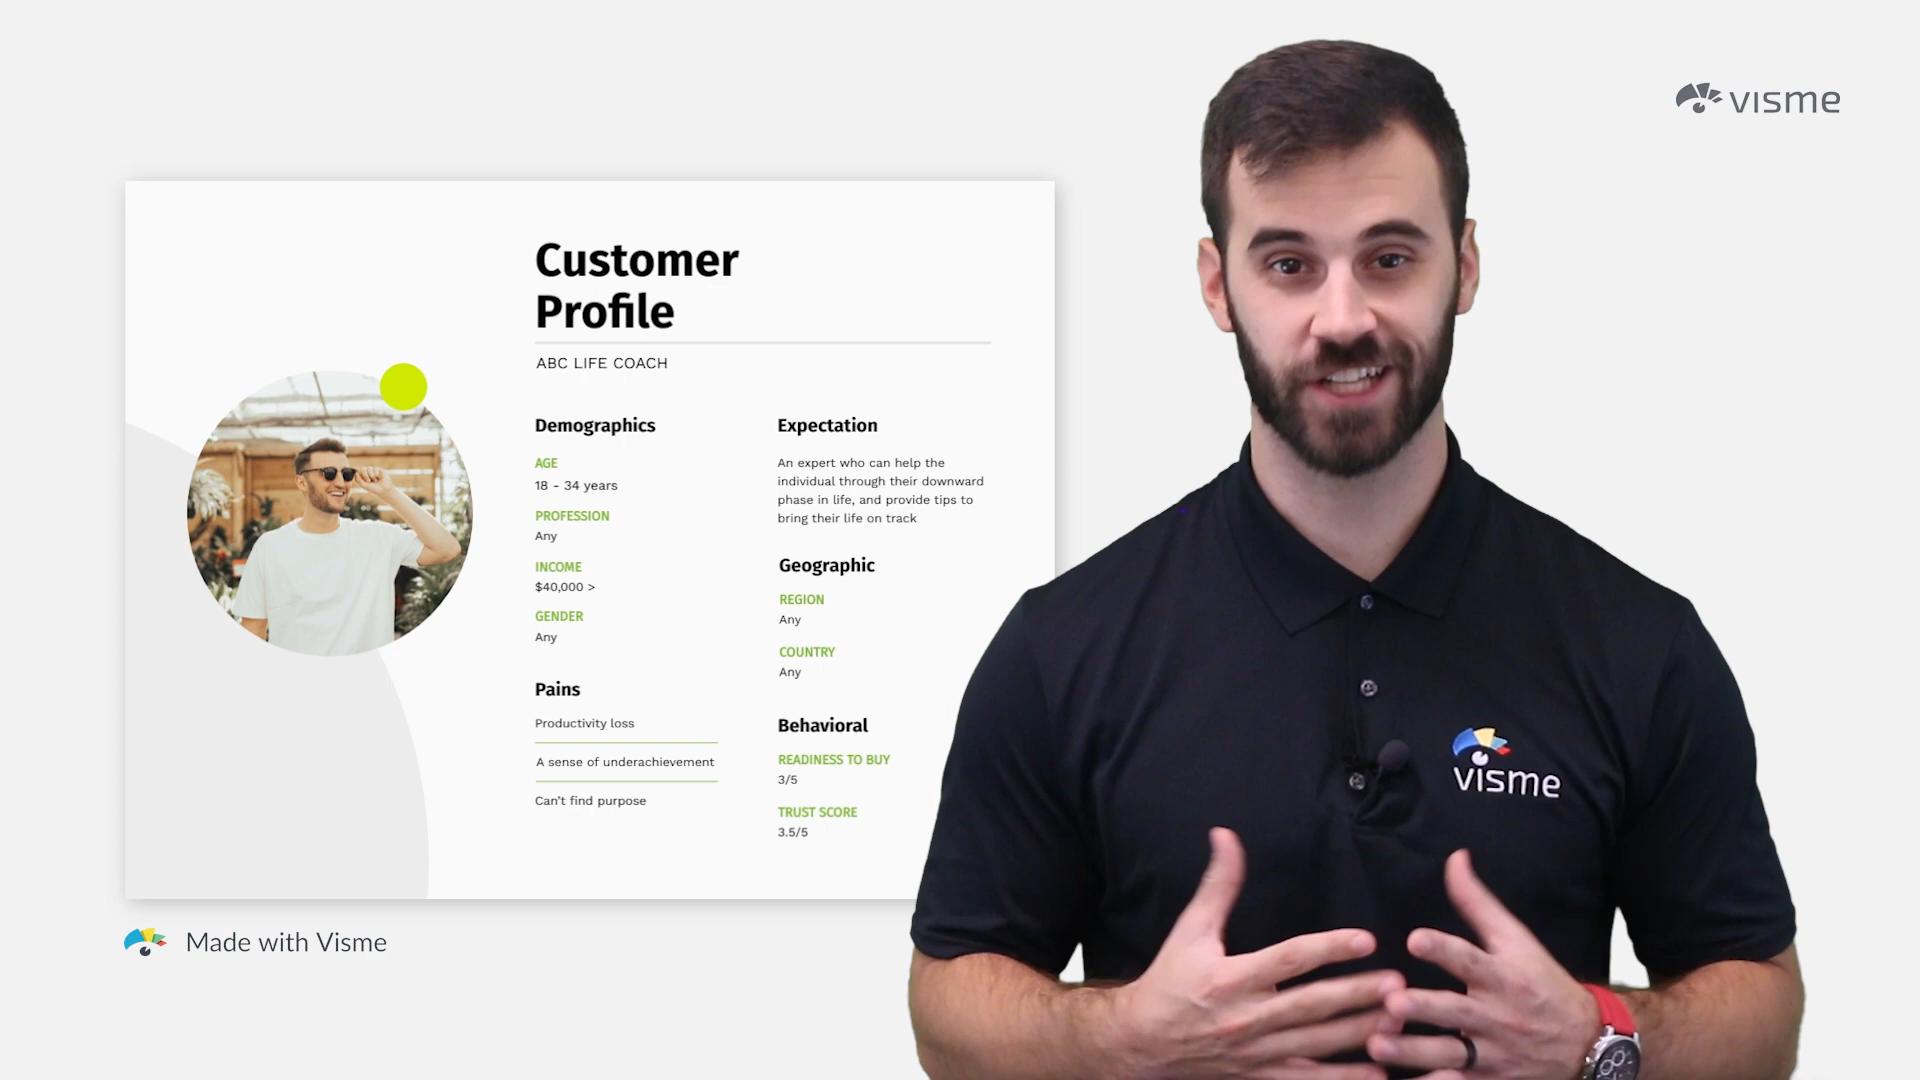 visme
Customer
Profile
ABC LIFE COACH
Demographics
AGE
18 - 34 years
PROFESSION
Any
INCOME
$40,000 >
GENDER
Any
Pains
Productivity loss
A sense of underachievement
Can't find purpose
Expectation
An expert who can help the
individual through their downward
phase in life, and provide tips to
bring their life on track
Geographic
REGION
Any
COUNTRY
Any
Behavioral
READINESS TO BUY
3/5
TRUST SCORE
3.5/5
visme
Made with Visme